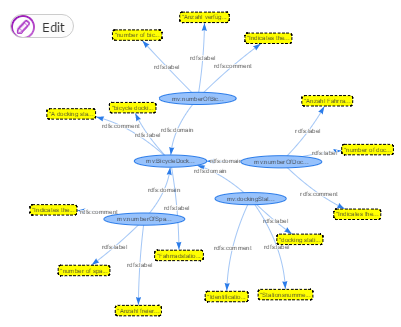 Edit
"Anzahl verfüg...
"number of bic...
"Indicates the...
rdfs:label
rdfs:label
rdfs:comment
mv:numberOfBic...
"A docking sta...
"bicycle docki...
"Anzahl Fahrra...
rdfs:comment
rdfs:label
rdfs:domain
rdfs:label
rdfs:label
"number of doc...
mv:BicycleDock...
rdfs:domain
mv:numberOfDoc...
rdfs:domain
rdfs:domain
rdfs:comment
mv:dockingStat...
"Indicates the...
rdfs:comment
rdfs:label
"Indicates the...
mv:numberOfSpa...
rdfs:label
"docking stati...
rdfs:label
rdfs:comment
rdfs:label
"Fahrradstatio...
"number of spa...
rdfs:label
"Identificatio...
"Stationsnumme...
"Anzahl freier...